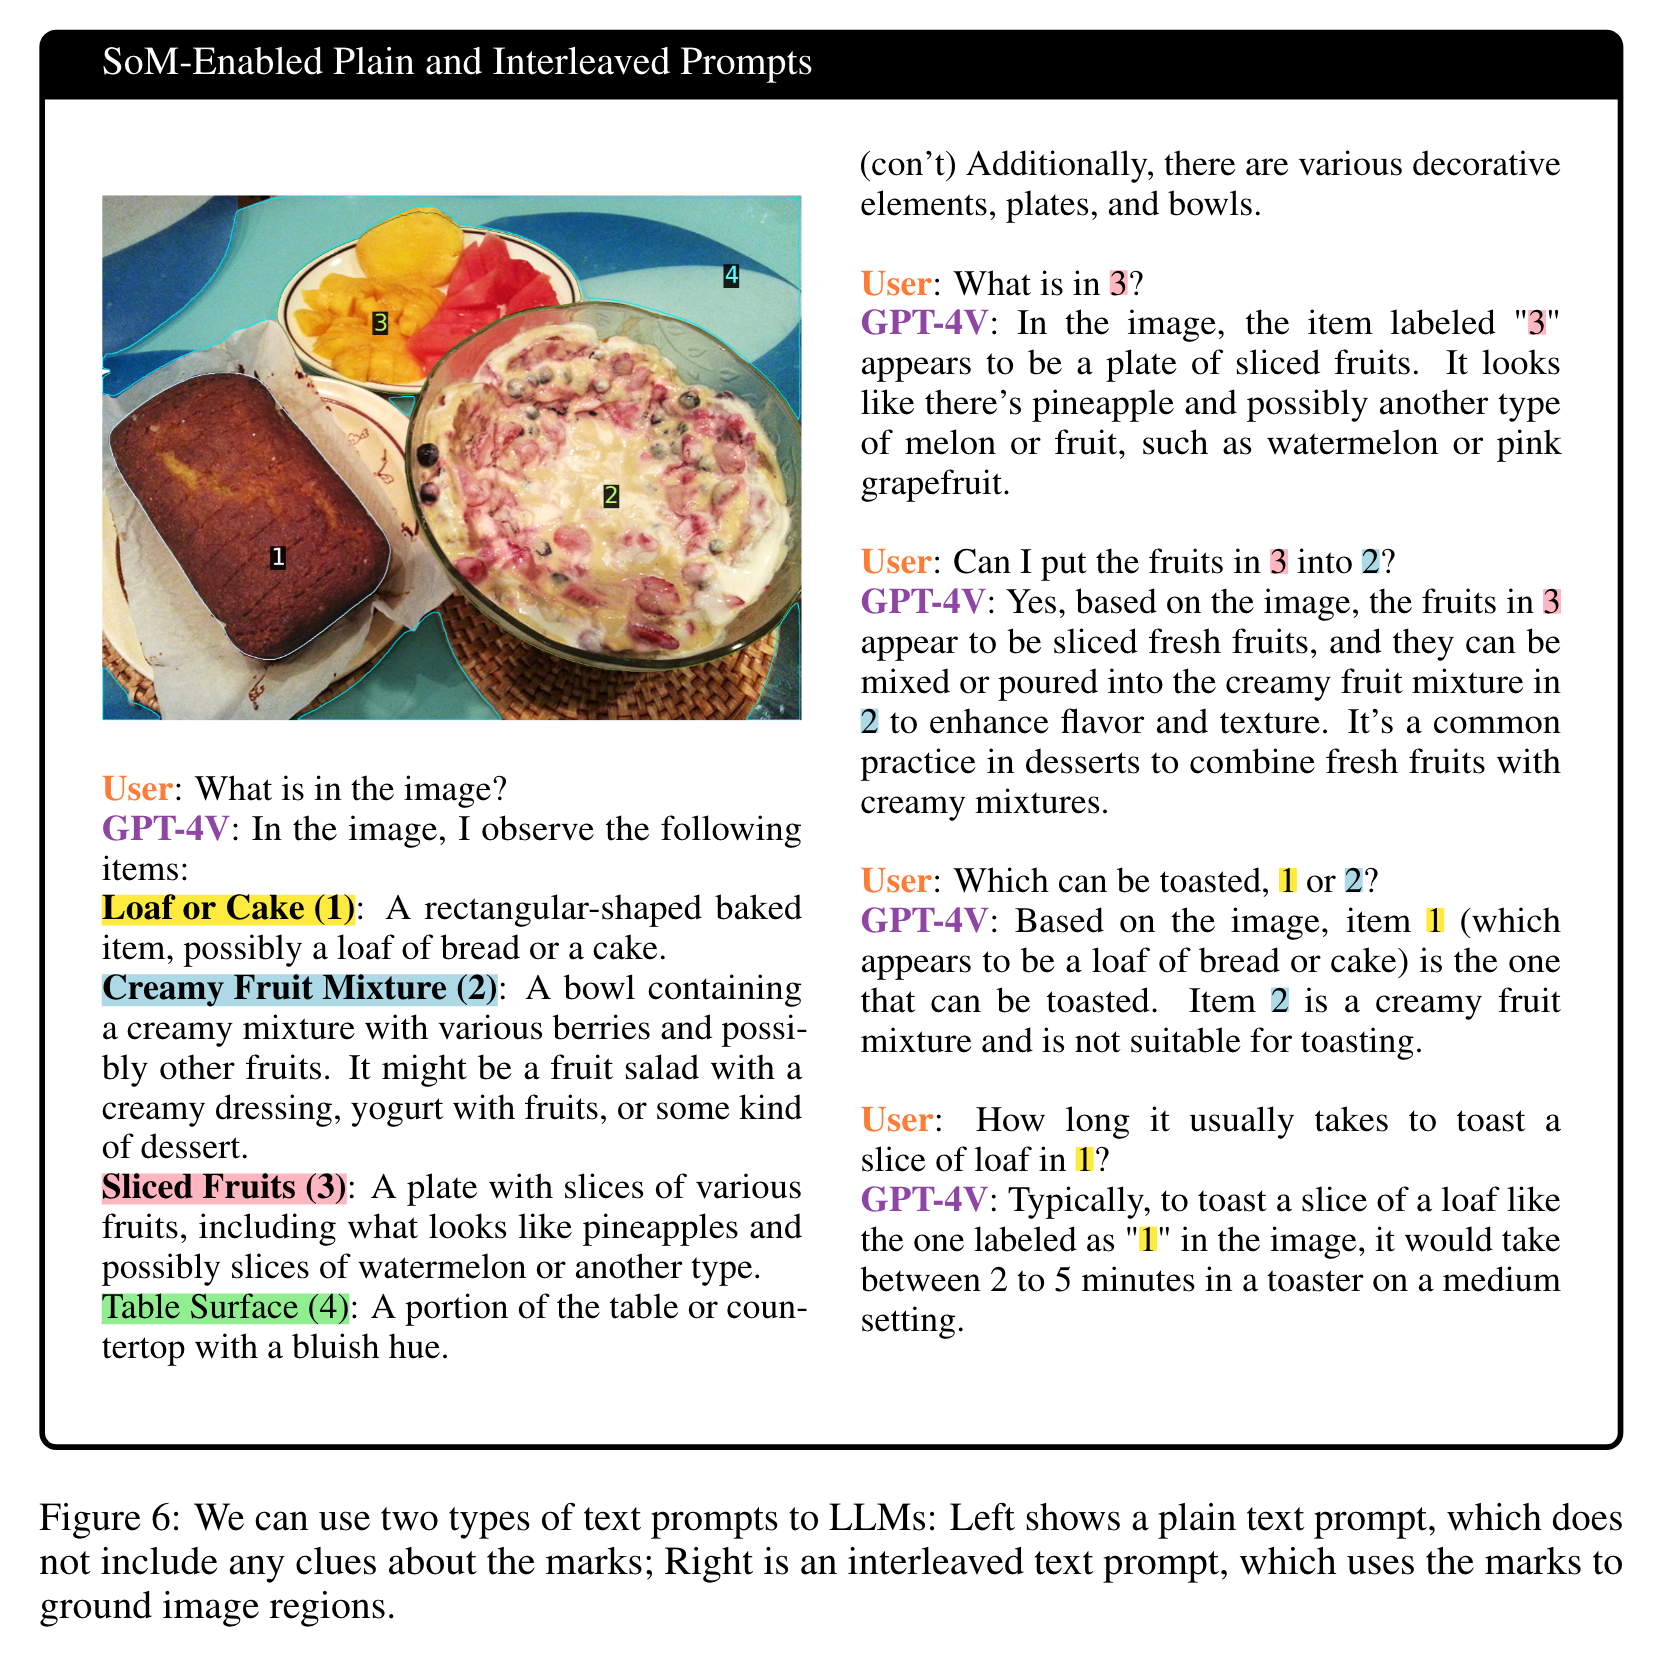 SoM-Enabled Plain and Interleaved Prompts
4
3
2
1
User: What is in the image?
GPT-4V: In the image, I observe the following
items:
Loaf or Cake (1): A rectangular-shaped baked
item, possibly a loaf of bread or a cake.
Creamy Fruit Mixture (2): A bowl containing
a creamy mixture with various berries and possi-
bly other fruits. It might be a fruit salad with a
creamy dressing, yogurt with fruits, or some kind
of dessert.
Sliced Fruits (3): A plate with slices of various
fruits, including what looks like pineapples and
possibly slices of watermelon or another type.
Table Surface (4): A portion of the table or coun-
tertop with a bluish hue.
(con't) Additionally, there are various decorative
elements, plates, and bowls.
User: What is in 3?
GPT-4V: In the image, the item labeled "3"
appears to be a plate of sliced fruits. It looks
like there's pineapple and possibly another type
of melon or fruit, such as watermelon or pink
grapefruit.
User: Can I put the fruits in 3 into 2?
GPT-4V: Yes, based on the image, the fruits in 3
appear to be sliced fresh fruits, and they can be
mixed or poured into the creamy fruit mixture in
2 to enhance flavor and texture. It's a common
practice in desserts to combine fresh fruits with
creamy mixtures.
User: Which can be toasted, 1 or 2?
GPT-4V: Based on the image, item 1 (which
appears to be a loaf of bread or cake) is the one
that can be toasted. Item 2 is a creamy fruit
mixture and is not suitable for toasting.
User: How long it usually takes to toast a
slice of loaf in 1?
GPT-4V: Typically, to toast a slice of a loaf like
the one labeled as "1" in the image, it would take
between 2 to 5 minutes in a toaster on a medium
setting.
Figure 6: We can use two types of text prompts to LLMs: Left shows a plain text prompt, which does
not include any clues about the marks; Right is an interleaved text prompt, which uses the marks to
ground image regions.